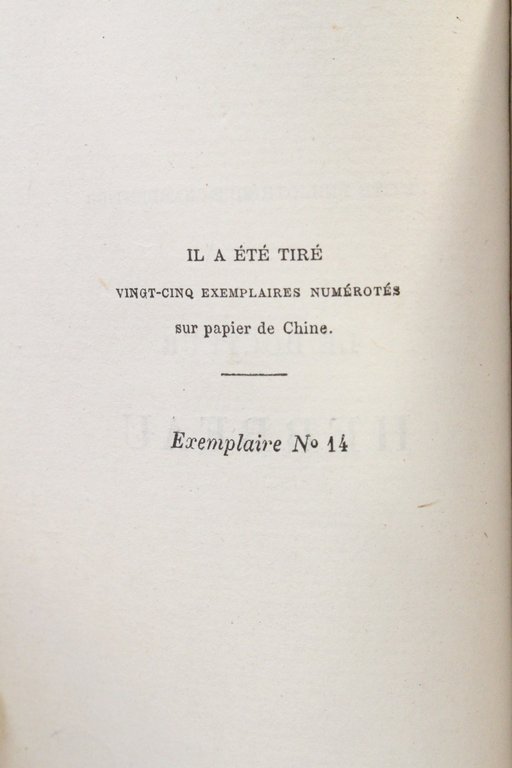 IL A ÉTÉ TIRÉ
VINGT-CINQ EXEMPLAIRES NUMÉROTÉS
sur papier de Chine.
Exemplaire No 14